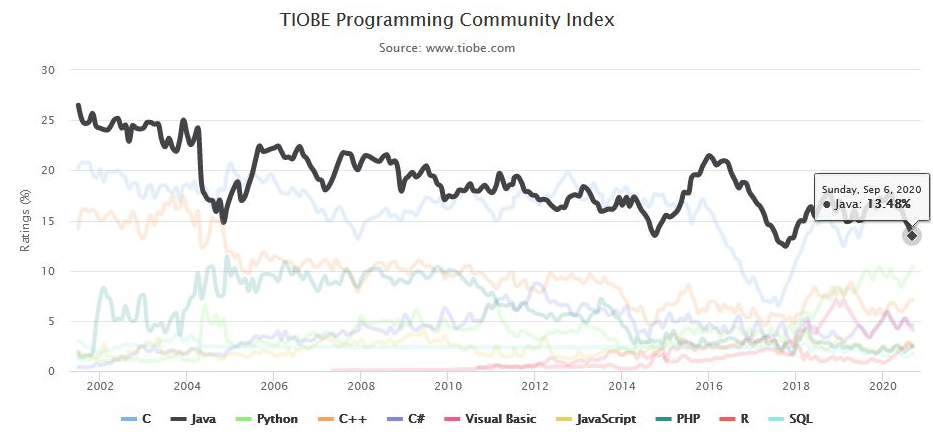 TIOBE Programming Community Index
Source: www.tiobe.com
Ratings (%)
30
25
20
15
10
5
0
Sunday, Sep 6, 2020
Java: 13.48%
2002 2004 2006 2008 2010 2012 2014 2016 2018 2020
C Java Python C++ C# Visual Basic JavaScript PHP R SQL